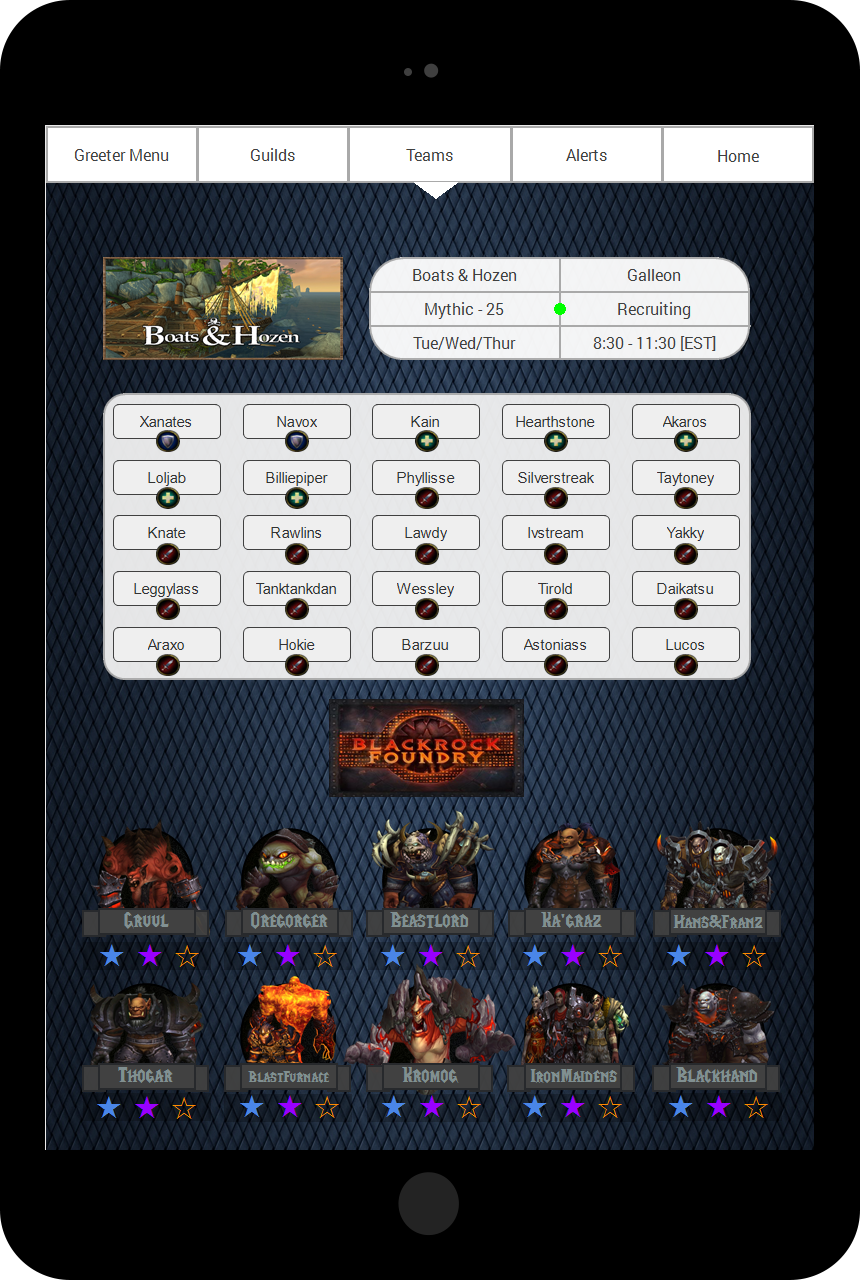 Greeter Menu Guilds Teams Alerts Home
Boats & Hozen
Boats & Hozen Galleon
Mythic - 25 Recruiting
Tue/Wed/Thur 8:30 - 11:30 [EST]
Xanates Navox Kain Hearthstone Akaros
Loljab Billiepiper Phyllisse Silverstreak Taytoney
Knate Rawlins Lawdy Ivstream Yakky
Leggylass Tanktankdan Wessley Tirold Daikatsu
Araxo Hokie Barzuu Astoniass Lucos
BLACKROCK
FOUNDRY
Gruul Oregorger Beastlord Ka'graz Hans&Franz
Thogar BlastFurnace Kromog IronMaidens Blackhand